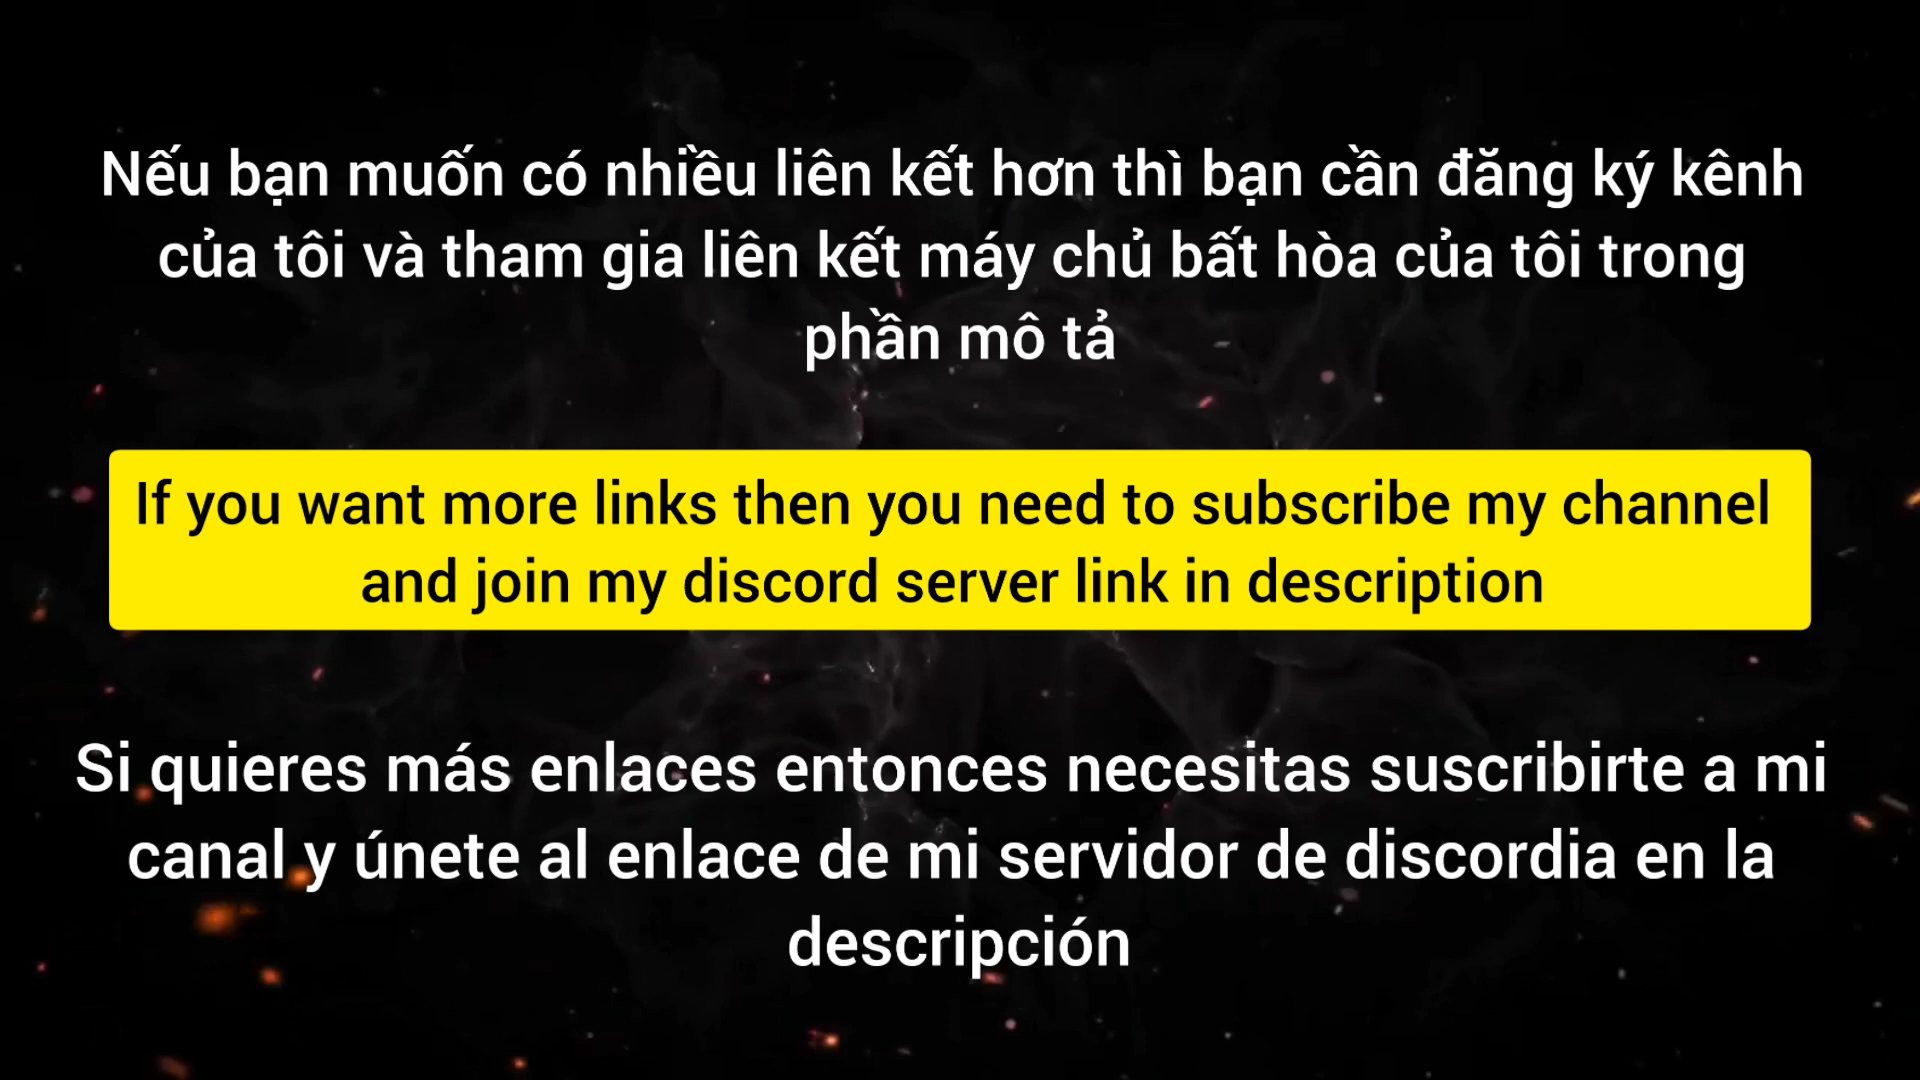 Nếu bạn muốn có nhiều liên kết hơn thì bạn cần đăng ký kênh
của tôi và tham gia liên kết máy chủ bất hòa của tôi trong
phần mô tả
If you want more links then you need to subscribe my channel
and join my discord server link in description
Si quieres más enlaces entonces necesitas suscribirte a mi
canal y únete al enlace de mi servidor de discordia en la
descripción